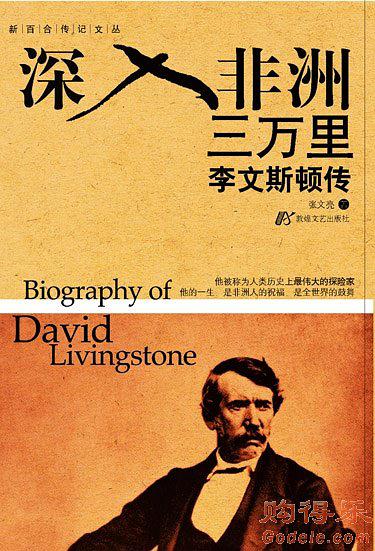 新百合传记文丛
深入非洲
三万里
李文斯顿传
张文亮 著
敦煌文艺出版社
他被称为人类历史上最伟大的探险家
他的一生 是非洲人的祝福 是全世界的鼓舞
Biography of
David
Livingstone
购得乐
Godele.com